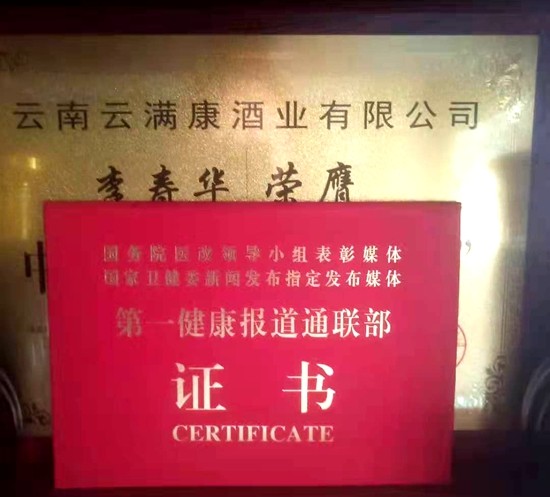 云南云满康酒业有限公司
李春华 荣膺
国务院医改领导小组表彰媒体
国家卫健委新闻发布指定发布媒体
第一健康报道通联部
证书
CERTIFICATE